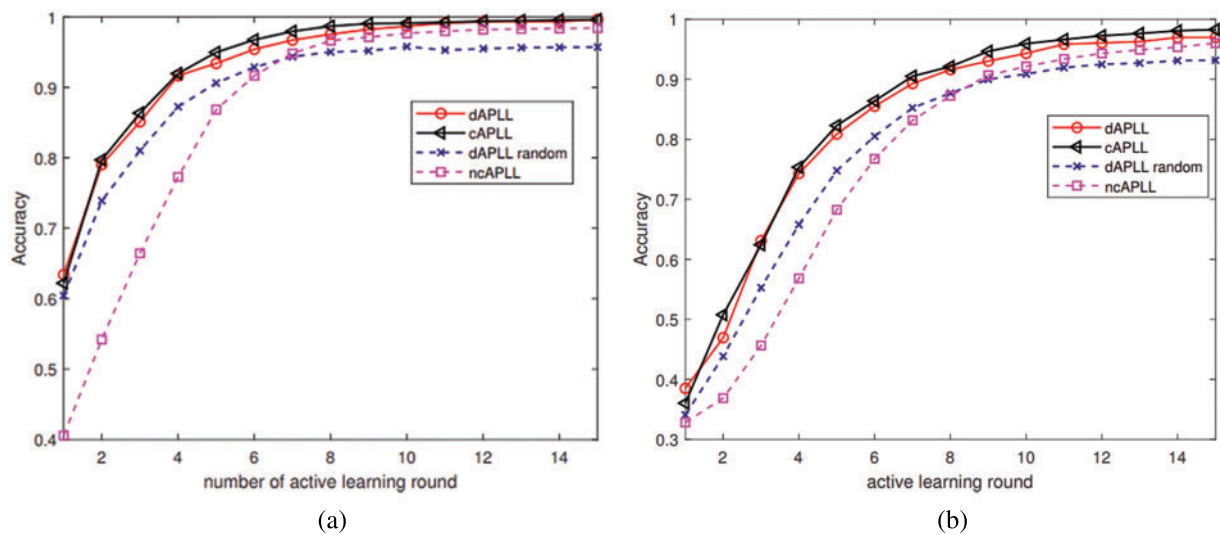 1
0.9
0.8
0.7
0.6
0.5
0.4
Accuracy
2 4 6 8 10 12 14
number of active learning round
dAPLL
cAPLL
dAPLL random
ncAPLL
(a)
1
0.9
0.8
0.7
0.6
0.5
0.4
0.3
Accuracy
2 4 6 8 10 12 14
active learning round
dAPLL
cAPLL
dAPLL random
ncAPLL
(b)